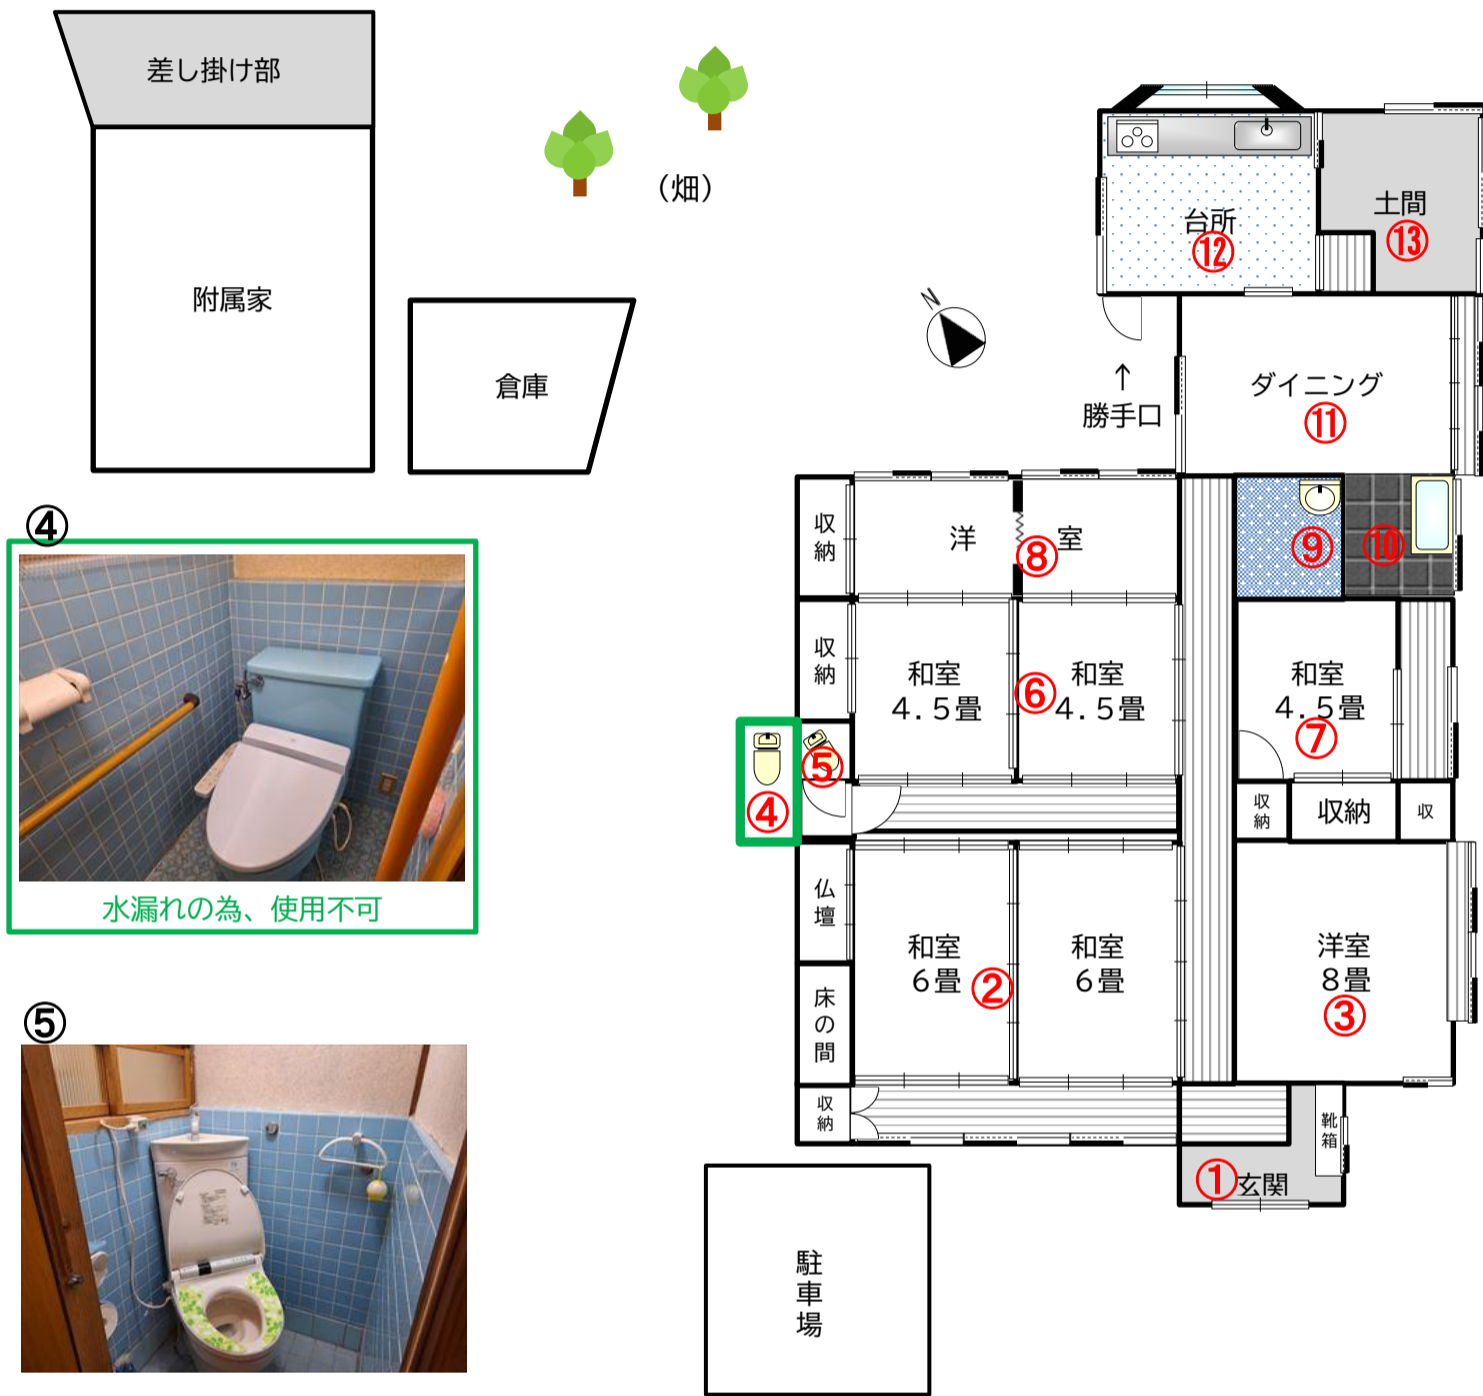 差し掛け部
附属家
倉庫
(畑)
N
台所
⑫
土間
⑬
↑
勝手口
ダイニング
⑪
収納
洋室
⑧
⑨
⑩
収納
和室
4.5畳
⑥
和室
4.5畳
和室
4.5畳
⑦
④
⑤
収納
収納
収
仏壇
床の間
和室
6畳
②
和室
6畳
洋室
8畳
③
収納
靴箱
①
玄関
駐車場
④
水漏れの為、使用不可
⑤